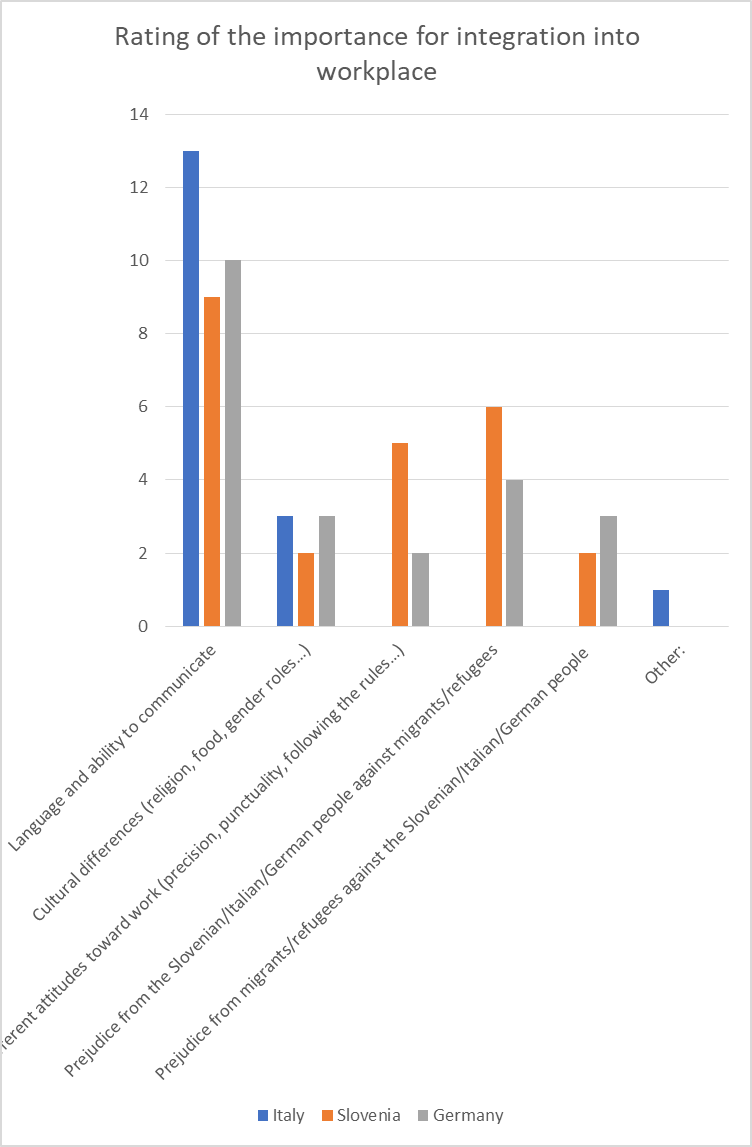 Rating of the importance for integration into
workplace
14
12
10
8
6
4
2
0
Language and ability to communicate
Cultural differences (religion, food, gender roles…)
attitudes toward work (precision, punctuality, following the rules…)
Prejudice from the Slovenian/Italian/German people against migrants/refugees
Prejudice from migrants/refugees against the Slovenian/Italian/German people
Other:
Italy Slovenia Germany